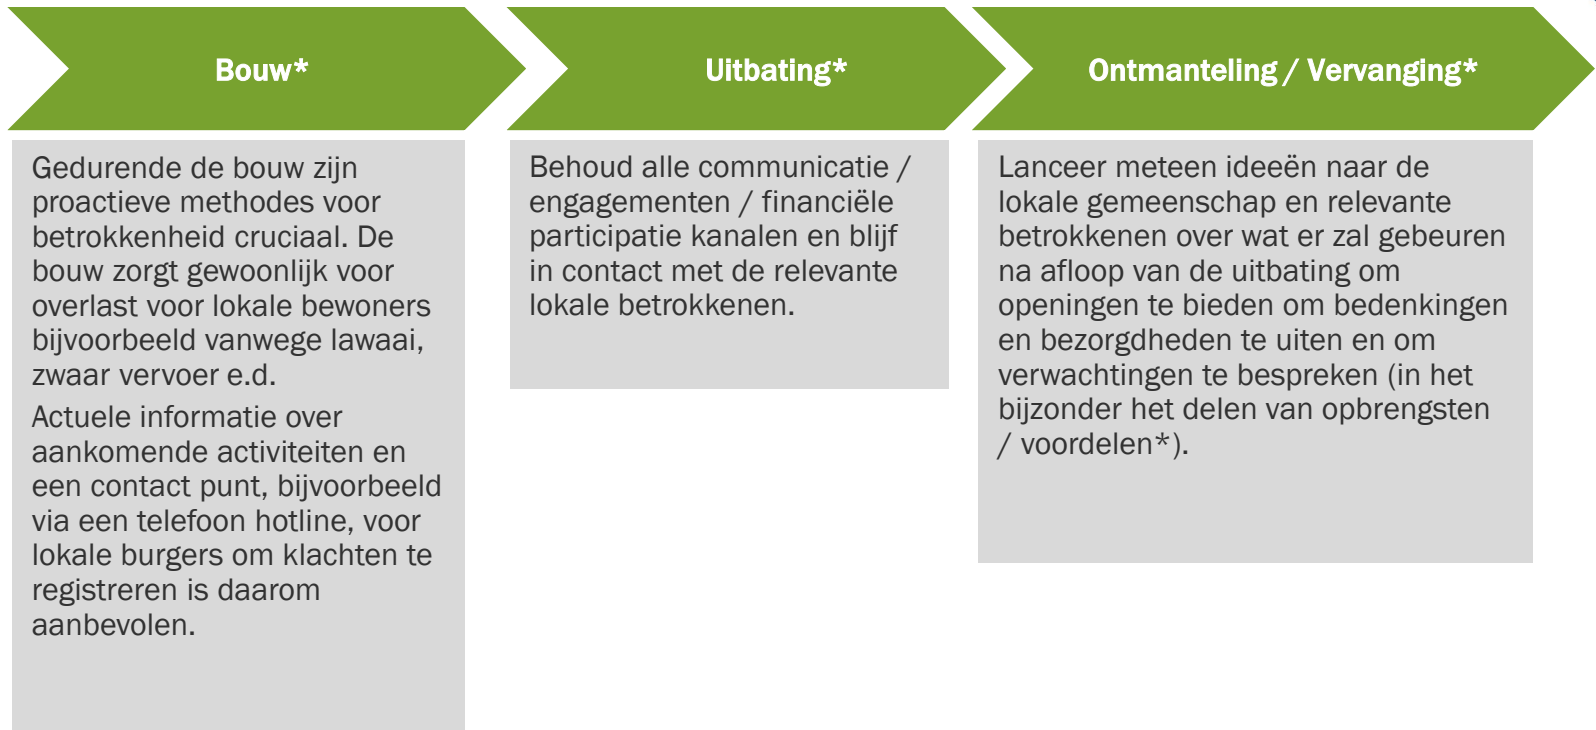 Bouw*
Uitbating*
Ontmanteling / Vervanging*
Gedurende de bouw zijn
proactieve methodes voor
betrokkenheid cruciaal. De
bouw zorgt gewoonlijk voor
overlast voor lokale bewoners
bijvoorbeeld vanwege lawaai,
zwaar vervoer e.d.
Actuele informatie over
aankomende activiteiten en
een contact punt, bijvoorbeeld
via een telefoon hotline, voor
lokale burgers om klachten te
registreren is daarom
aanbevolen.
Behoud alle communicatie /
engagementen / financiële
participatie kanalen en blijf
in contact met de relevante
lokale betrokkenen.
Lanceer meteen ideeën naar de
lokale gemeenschap en relevante
betrokkenen over wat er zal gebeuren
na afloop van de uitbating om
openingen te bieden om bedenkingen
en bezorgdheden te uiten en om
verwachtingen te bespreken (in het
bijzonder het delen van opbrengsten
/ voordelen*).